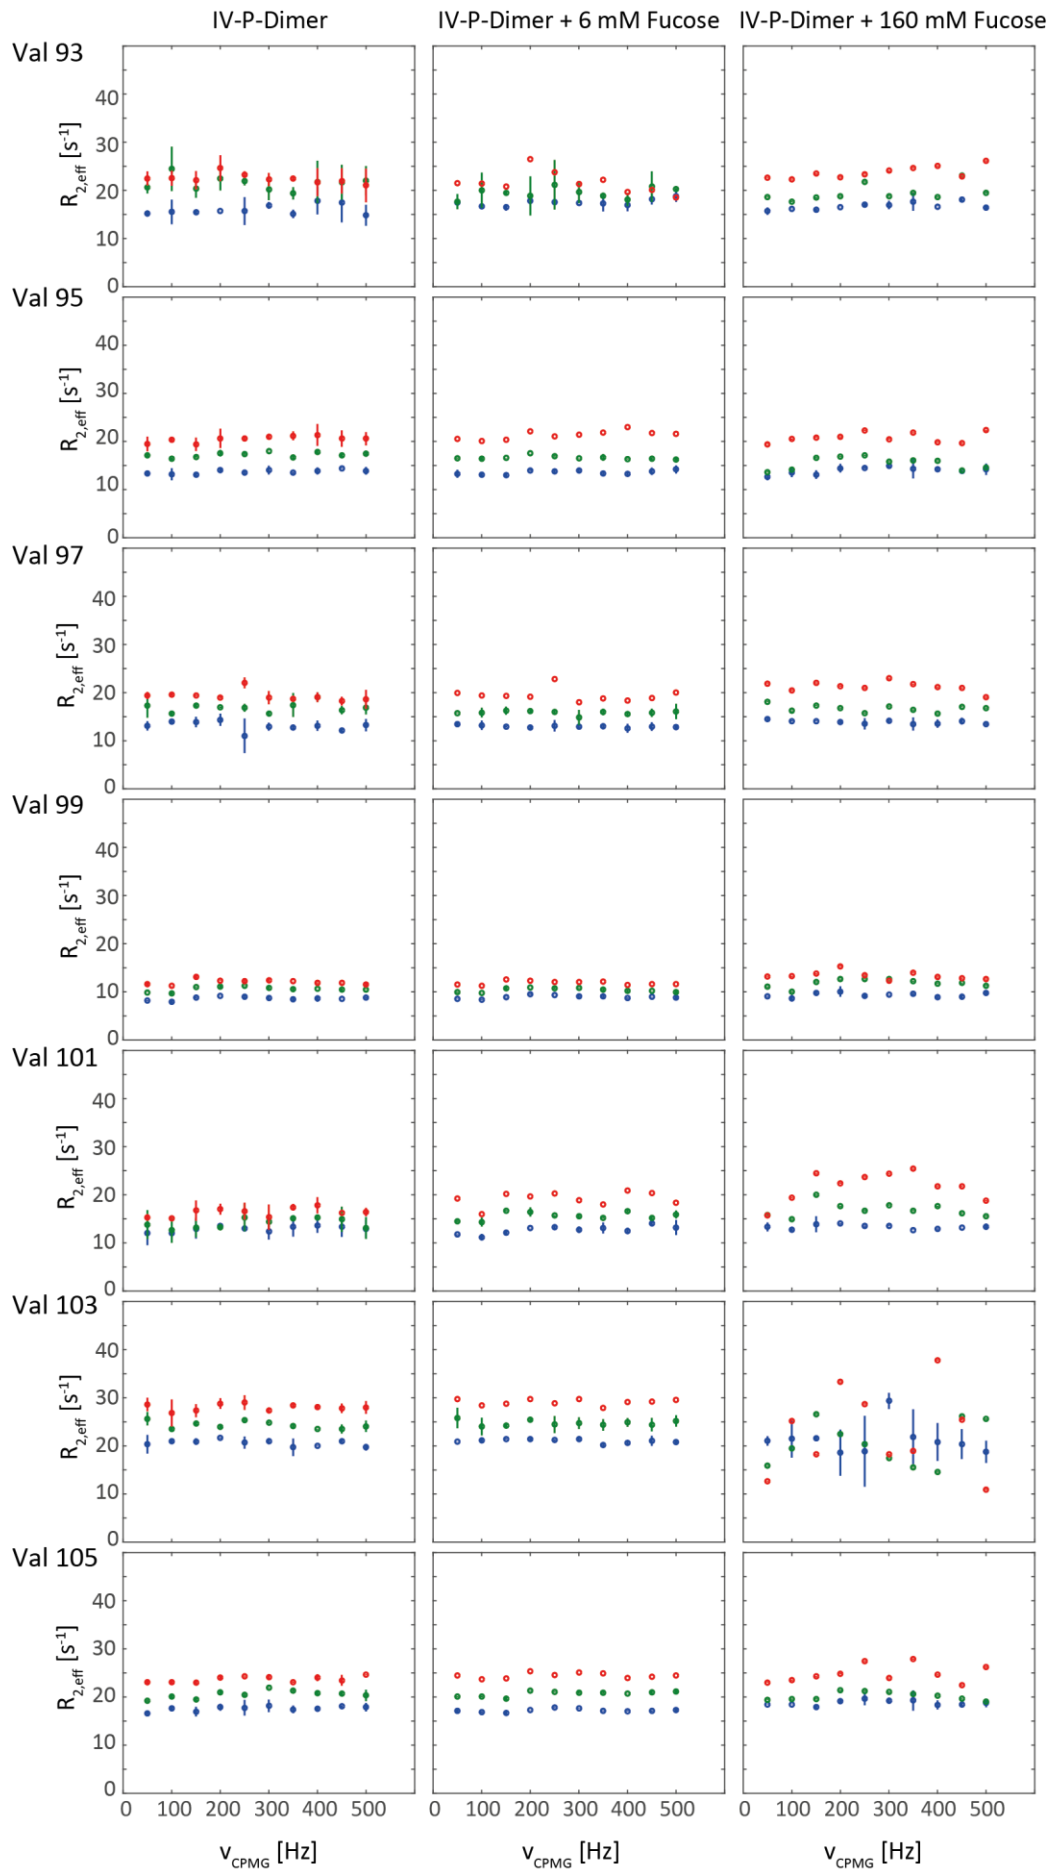 IV-P-Dimer IV-P-Dimer + 6 mM Fucose IV-P-Dimer + 160 mM Fucose
Val 93
R2,eff [s-1]
40
30
20
10
0
Val 95
R2,eff [s-1]
40
30
20
10
0
Val 97
R2,eff [s-1]
40
30
20
10
0
Val 99
R2,eff [s-1]
40
30
20
10
0
Val 101
R2,eff [s-1]
40
30
20
10
0
Val 103
R2,eff [s-1]
40
30
20
10
0
Val 105
R2,eff [s-1]
40
30
20
10
0
0 100 200 300 400 500 0 100 200 300 400 500 0 100 200 300 400 500
vCPMG [Hz] vCPMG [Hz] vCPMG [Hz]